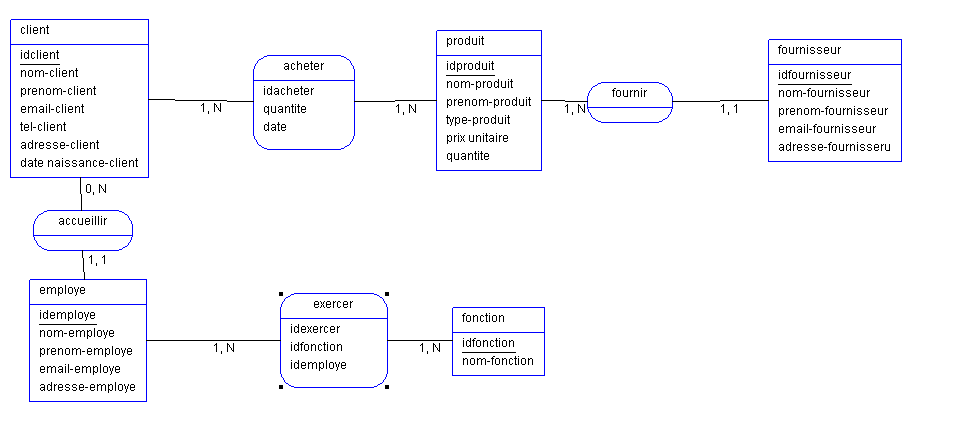 client
idclient
nom-client
prenom-client
email-client
tel-client
adresse-client
date naissance-client
1, N
acheter
idacheter
quantite
date
1, N
produit
idproduit
nom-produit
prenom-produit
type-produit
prix unitaire
quantite
1, N
fournir
1, 1
fournisseur
idfournisseur
nom-fournisseur
prenom-fournisseur
email-fournisseur
adresse-fournisseru
0, N
accueillir
1, 1
employe
idemploye
nom-employe
prenom-employe
email-employe
adresse-employe
1, N
exercer
idexercer
idfonction
idemploye
1, N
fonction
idfonction
nom-fonction